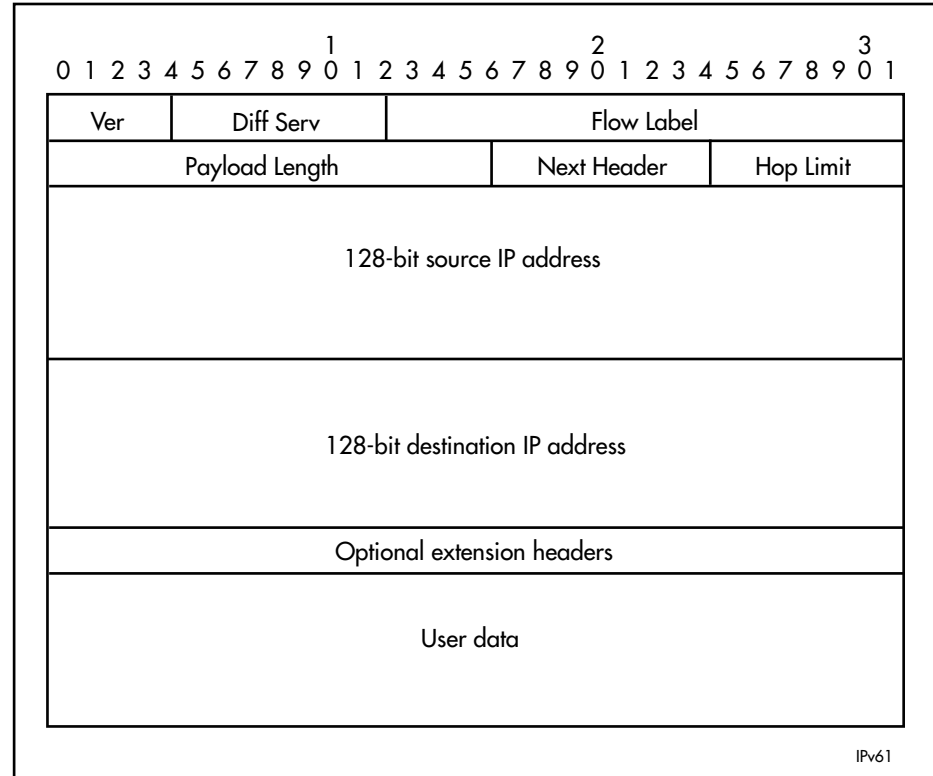 1 2 3
0 1 2 3 4 5 6 7 8 9 0 1 2 3 4 5 6 7 8 9 0 1 2 3 4 5 6 7 8 9 0 1
Ver Diff Serv Flow Label
Payload Length Next Header Hop Limit
128-bit source IP address
128-bit destination IP address
Optional extension headers
User data
IPv61